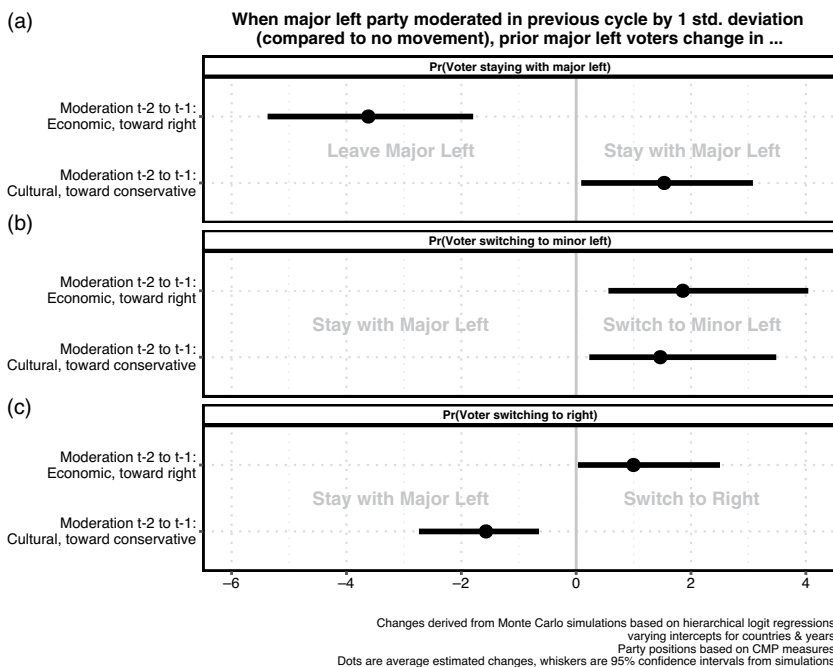 (a)
When major left party moderated in previous cycle by 1 std. deviation
(compared to no movement), prior major left voters change in ...
Pr(Voter staying with major left)
Moderation t-2 to t-1:
Economic, toward right
Leave Major Left
Stay with Major Left
Moderation t-2 to t-1:
Cultural, toward conservative
(b)
Pr(Voter switching to minor left)
Moderation t-2 to t-1:
Economic, toward right
Stay with Major Left
Switch to Minor Left
Moderation t-2 to t-1:
Cultural, toward conservative
(c)
Pr(Voter switching to right)
Moderation t-2 to t-1:
Economic, toward right
Stay with Major Left
Switch to Right
Moderation t-2 to t-1:
Cultural, toward conservative
−6 −4 −2 0 2 4
Changes derived from Monte Carlo simulations based on hierarchical logit regressions
varying intercepts for countries & years
Party positions based on CMP measures
Dots are average estimated changes, whiskers are 95% confidence intervals from simulations